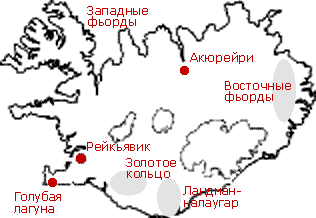 Западные
фьорды
Акюрейри
Восточные
фьорды
Рейкьявик
Золотое
кольцо
Голубая
лагуна
Ландман-
налаугар